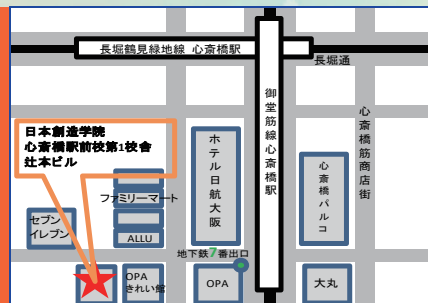 長堀鶴見緑地線 心斎橋駅
長堀通
日本創造学院
心斎橋駅前校第1校舎
辻本ビル
御堂筋線心斎橋駅
心斎橋筋商店街
ホテル日航大阪
心斎橋パルコ
ファミリーマート
セブン
イレブン
ALLU
地下鉄7番出口
OPA
きれい館
OPA
大丸